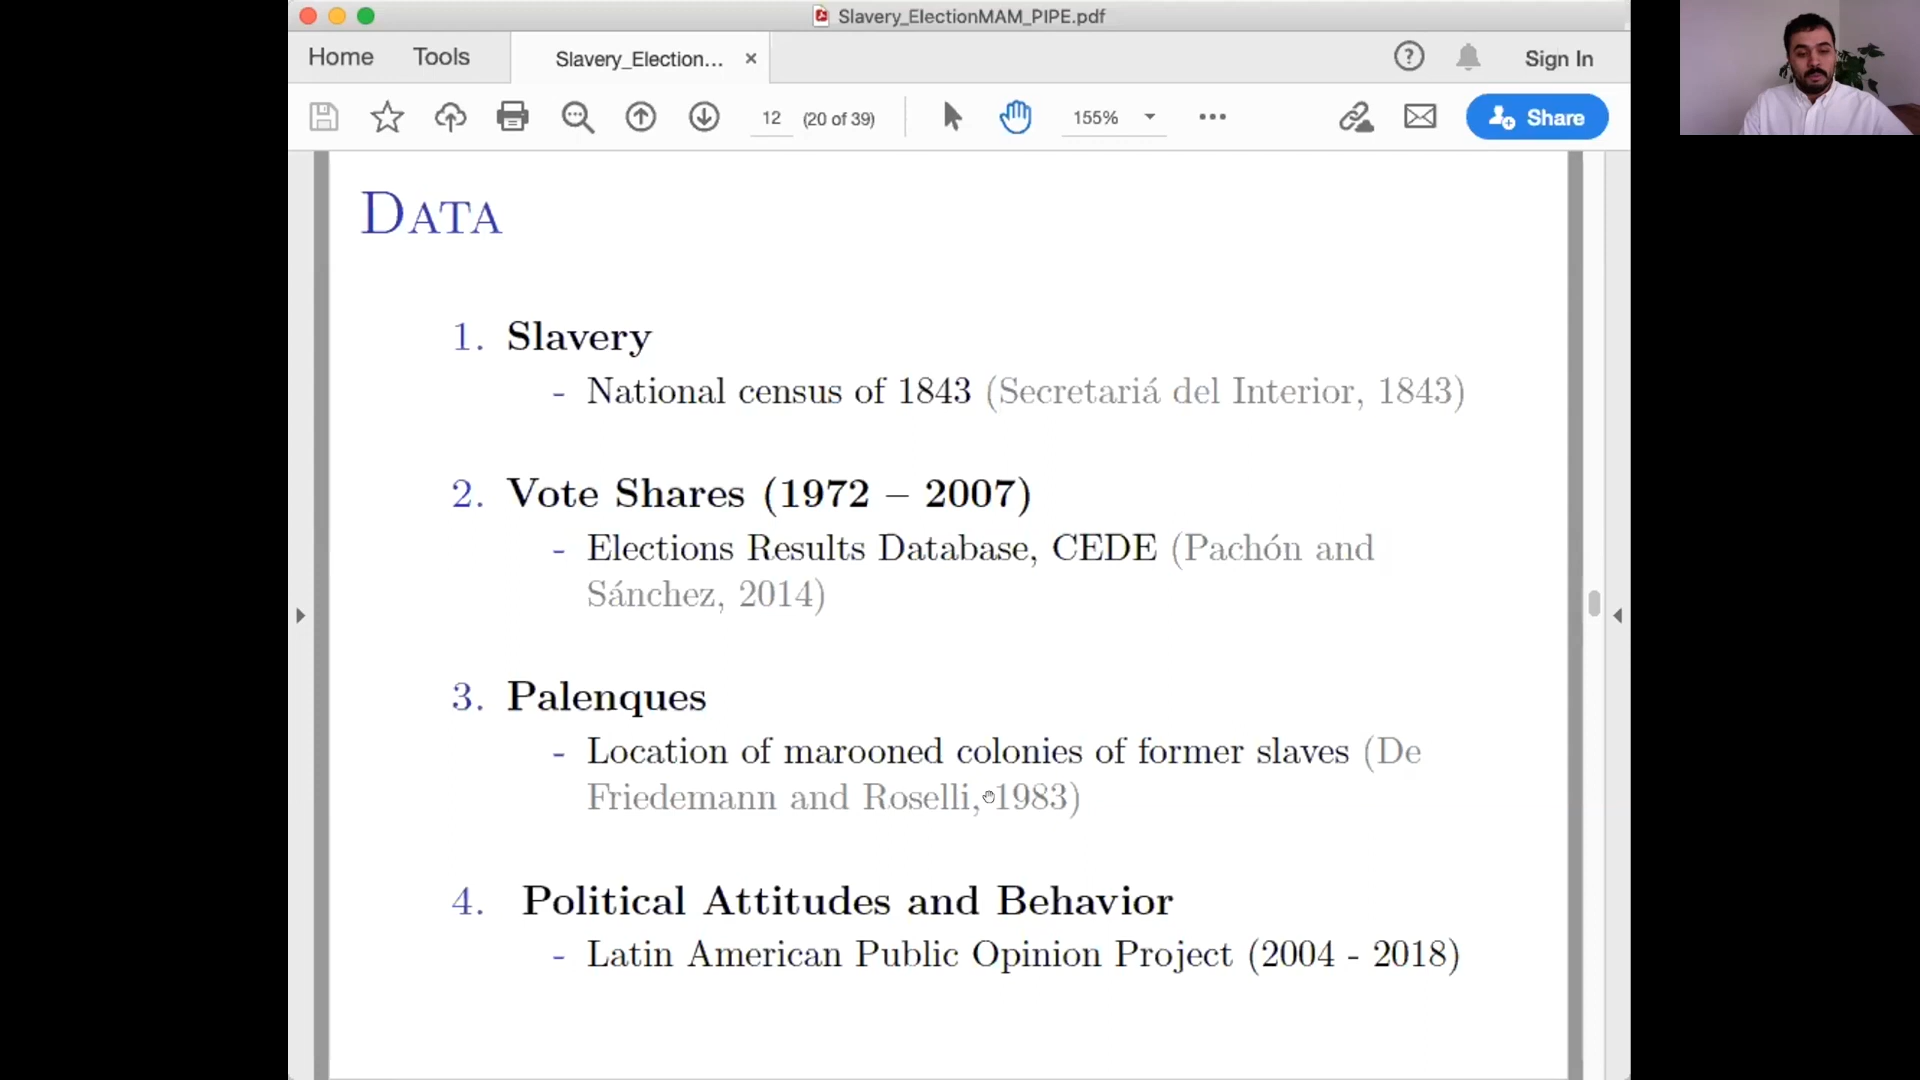 Slavery_ElectionMAM_PIPE.pdf
Home Tools Slavery_Election... × ? Sign In
12 (20 of 39) 155% Share
DATA
1. Slavery
- National census of 1843 (Secretariá del Interior, 1843)
2. Vote Shares (1972 – 2007)
- Elections Results Database, CEDE (Pachón and
Sánchez, 2014)
3. Palenques
- Location of marooned colonies of former slaves (De
Friedemann and Roselli, 1983)
4. Political Attitudes and Behavior
- Latin American Public Opinion Project (2004 - 2018)